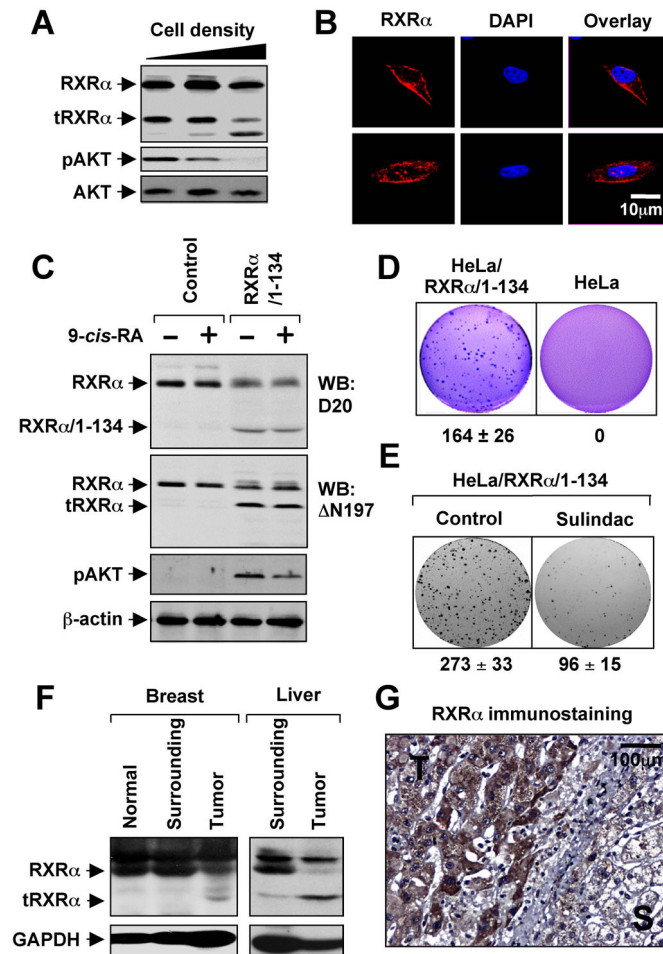 A
Cell density
RXRα
tRXRα
pAKT
AKT
B
RXRα DAPI Overlay
10μm
C
Control
RXRα
/1-134
9-cis-RA − + − +
RXRα
RXRα/1-134
WB:
D20
RXRα
tRXRα
WB:
ΔN197
pAKT
β-actin
D
HeLa/
RXRα/1-134
HeLa
164 ± 26 0
E
HeLa/RXRα/1-134
Control Sulindac
273 ± 33 96 ± 15
F
Breast Liver
Normal
Surrounding
Tumor
Surrounding
Tumor
RXRα
tRXRα
GAPDH
G
RXRα immunostaining
T
100μm
S